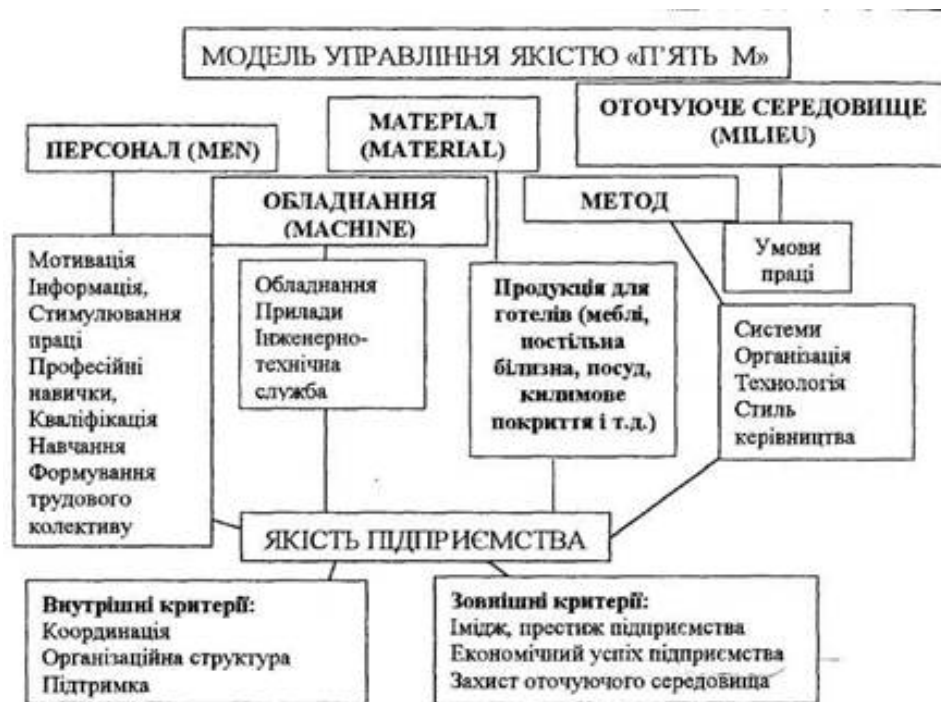 МОДЕЛЬ УПРАВЛІННЯ ЯКІСТЮ «П'ЯТЬ М»
ПЕРСОНАЛ (MEN)
МАТЕРІАЛ
(MATERIAL)
ОТОЧУЮЧЕ СЕРЕДОВИЩЕ
(MILIEU)
ОБЛАДНАННЯ
(MACHINE)
МЕТОД
Мотивація
Інформація,
Стимулювання
праці
Професійні
навички,
Кваліфікація
Навчання
Формування
трудового
колективу
Обладнання
Прилади
Інженерно-
технічна
служба
Продукція для
готелів (меблі,
постільна
білизна, посуд,
килимове
покриття і т.д.)
Умови
праці
Системи
Організація
Технологія
Стиль
керівництва
ЯКІСТЬ ПІДПРИЄМСТВА
Внутрішні критерії:
Координація
Організаційна структура
Підтримка
Зовнішні критерії:
Імідж, престиж підприємства
Економічний успіх підприємства
Захист оточуючого середовища